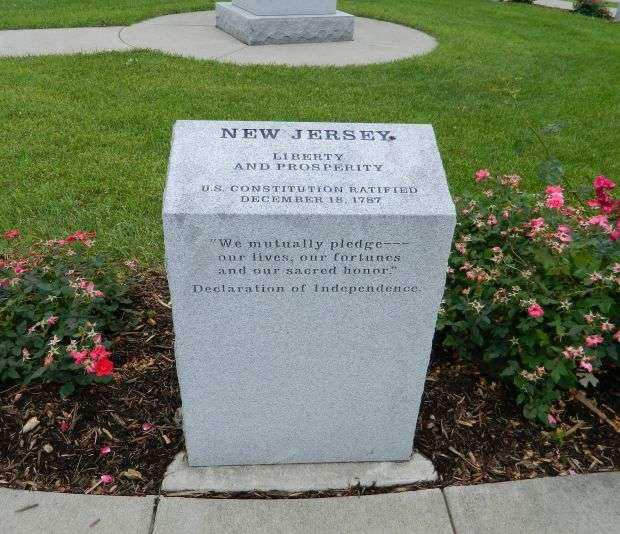 NEW JERSEY
LIBERTY
AND PROSPERITY
U.S. CONSTITUTION RATIFIED
DECEMBER 18, 1787
"We mutually pledge---
our lives, our fortunes
and our sacred honor."
Declaration of Independence.